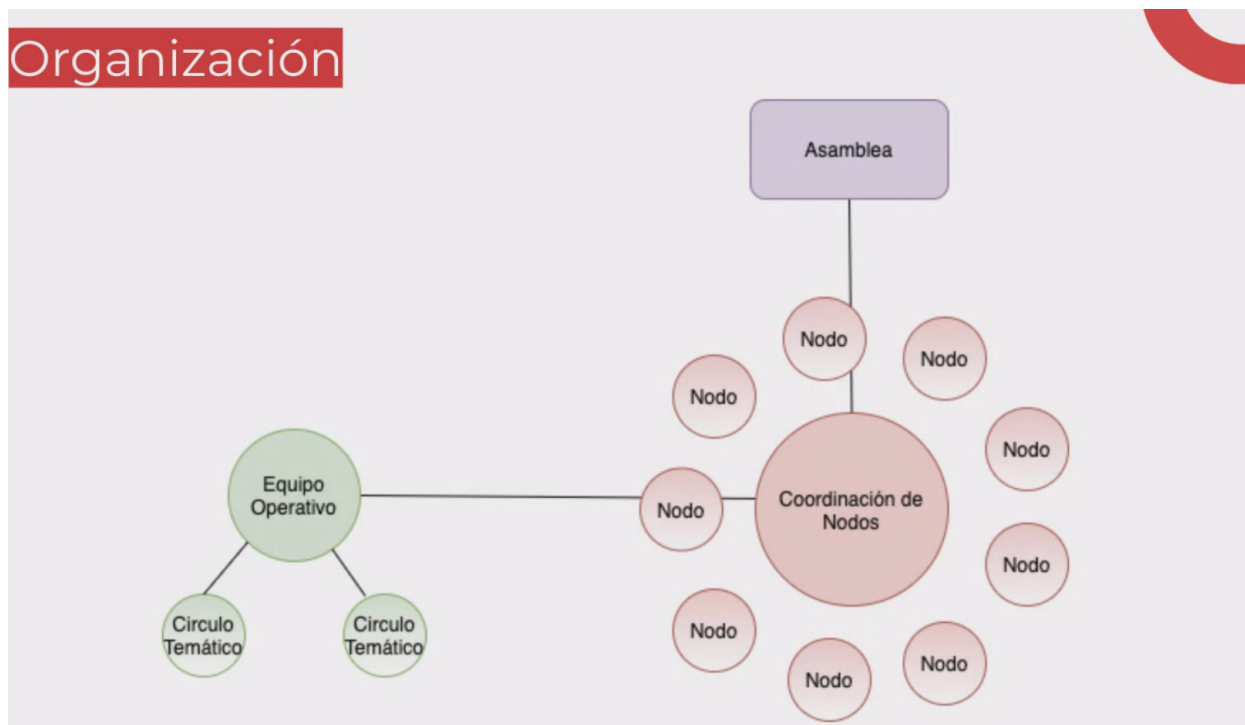 Organización
Asamblea
Nodo
Nodo
Nodo
Nodo
Equipo
Operativo
Nodo
Coordinación de
Nodos
Nodo
Circulo
Temático
Circulo
Temático
Nodo
Nodo
Nodo